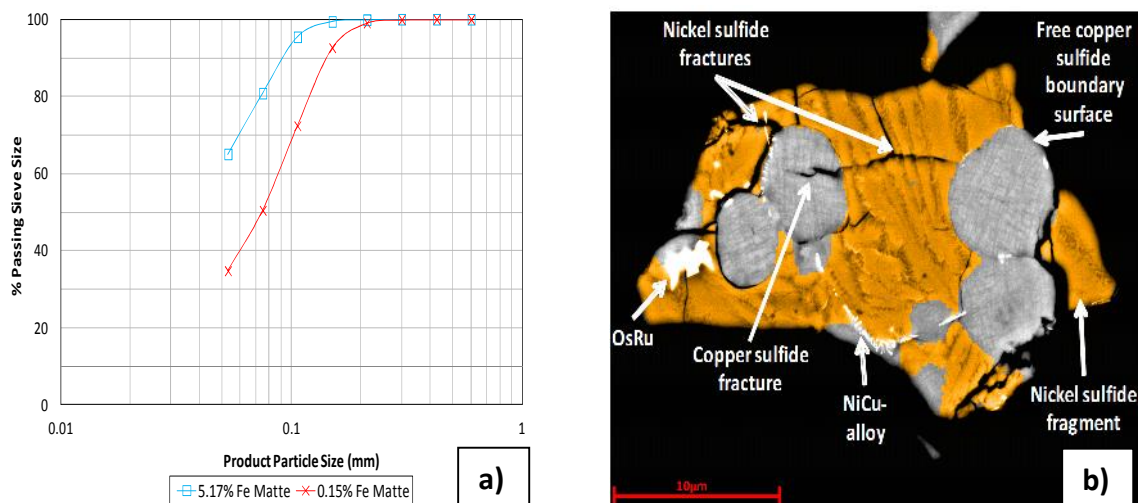 100
80
60
40
20
0
% Passing Sieve Size
0.01
0.1
1
Product Particle Size (mm)
5.17% Fe Matte
0.15% Fe Matte
a)
Nickel sulfide
fractures
Free copper
sulfide
boundary
surface
OsRu
Copper sulfide
fracture
NiCu-
alloy
Nickel sulfide
fragment
10µm
b)